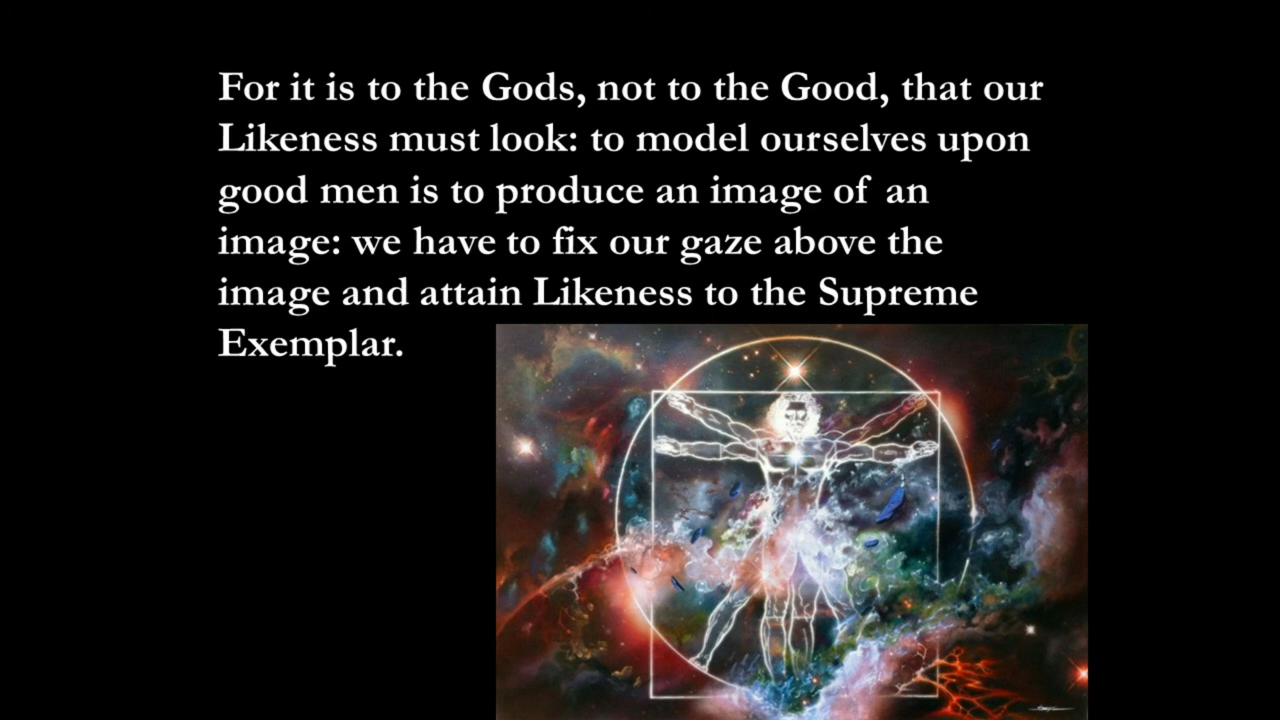 For it is to the Gods, not to the Good, that our
Likeness must look: to model ourselves upon
good men is to produce an image of an
image: we have to fix our gaze above the
image and attain Likeness to the Supreme
Exemplar.